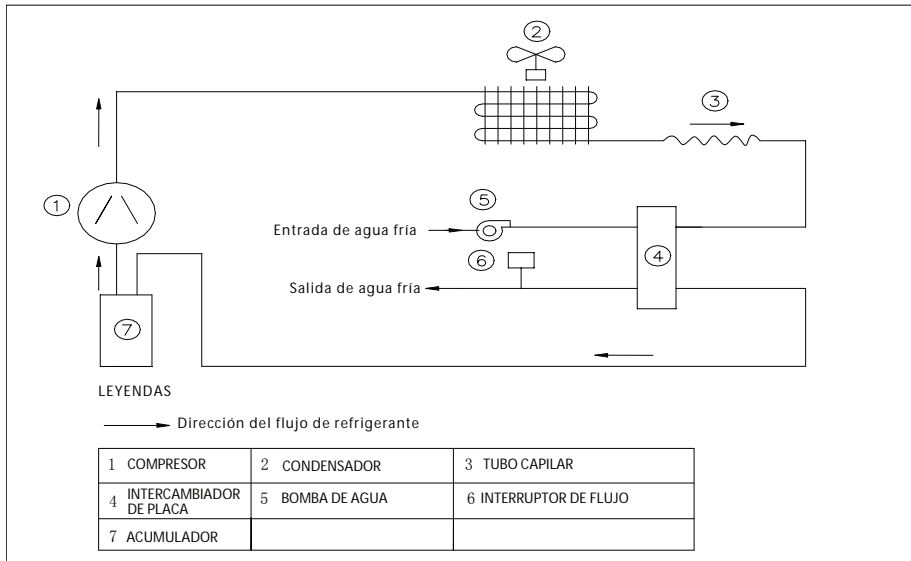 2
3
1
5
Entrada de agua fría
6
4
Salida de agua fría
7
LEYENDAS
Dirección del flujo de refrigerante
1 COMPRESOR 2 CONDENSADOR 3 TUBO CAPILAR
4 INTERCAMBIADOR DE PLACA 5 BOMBA DE AGUA 6 INTERRUPTOR DE FLUJO
7 ACUMULADOR